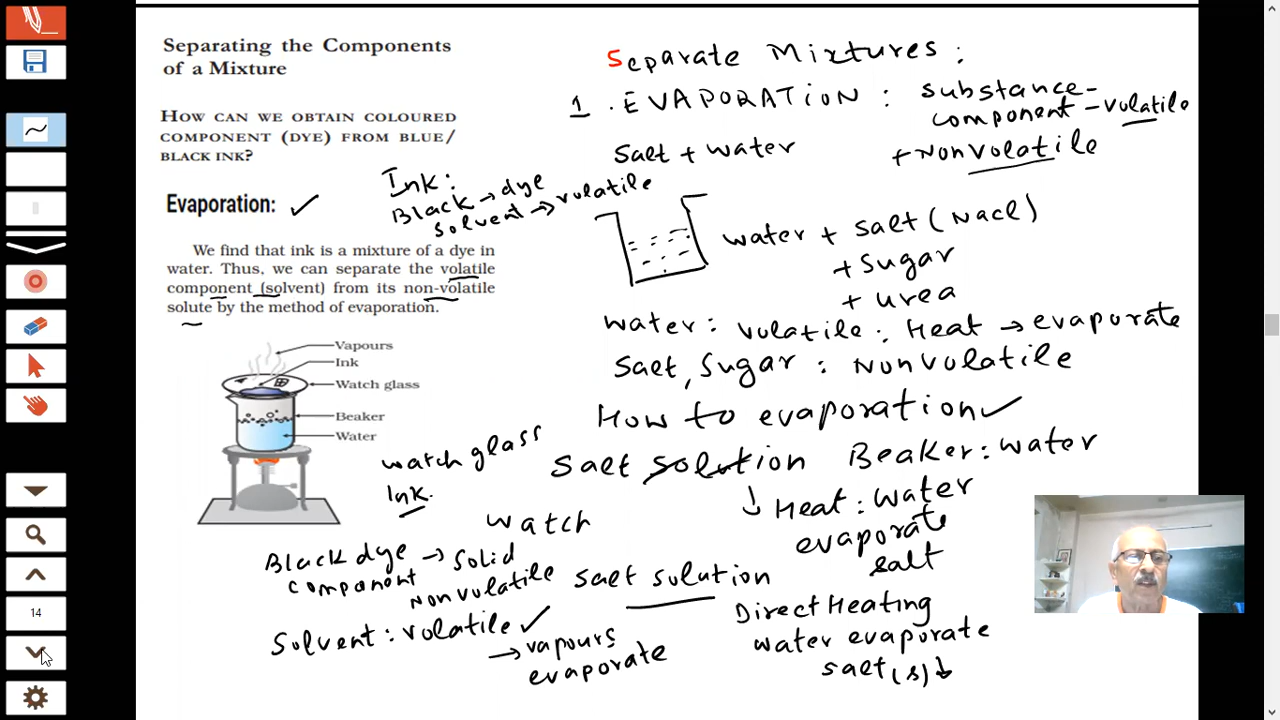 Separating the Components
of a Mixture
HOW CAN WE OBTAIN COLOURED
COMPONENT (DYE) FROM BLUE/
BLACK INK?
Evaporation: ✓
We find that ink is a mixture of a dye in
water. Thus, we can separate the volatile
component (solvent) from its non-volatile
solute by the method of evaporation.
Vapours
Ink
Watch glass
Beaker
Water
Ink:
Black → dye
Solvent → volatile
watch glass
Ink.
Watch
Black dye → Solid
component Nonvolatile
Solvent: volatile ✓
→ vapours
evaporate
Separate Mixtures:
1. EVAPORATION: substance-
component - volatile
+ Nonvolatile
Salt + water
water + salt (NaCl)
+ Sugar
+ urea
Water: volatile: Heat → evaporate
Salt, Sugar: Nonvolatile
How to evaporation ✓
Salt solution Beaker: water
↓ Heat: water
evaporate
salt
salt solution
Direct Heating
water evaporate
salt(s) ↓
14